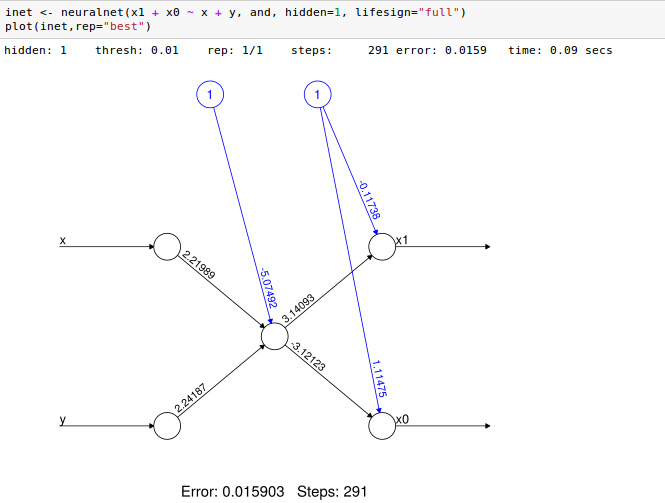 inet <- neuralnet(x1 + x0 ~ x + y, and, hidden=1, lifesign="full")
plot(inet,rep="best")
hidden: 1 thresh: 0.01 rep: 1/1 steps: 291 error: 0.0159 time: 0.09 secs
1 1
-0.11738
x x1
2.21989
-5.07492
3.14093
-3.12123
1.11475
2.24187
y x0
Error: 0.015903 Steps: 291